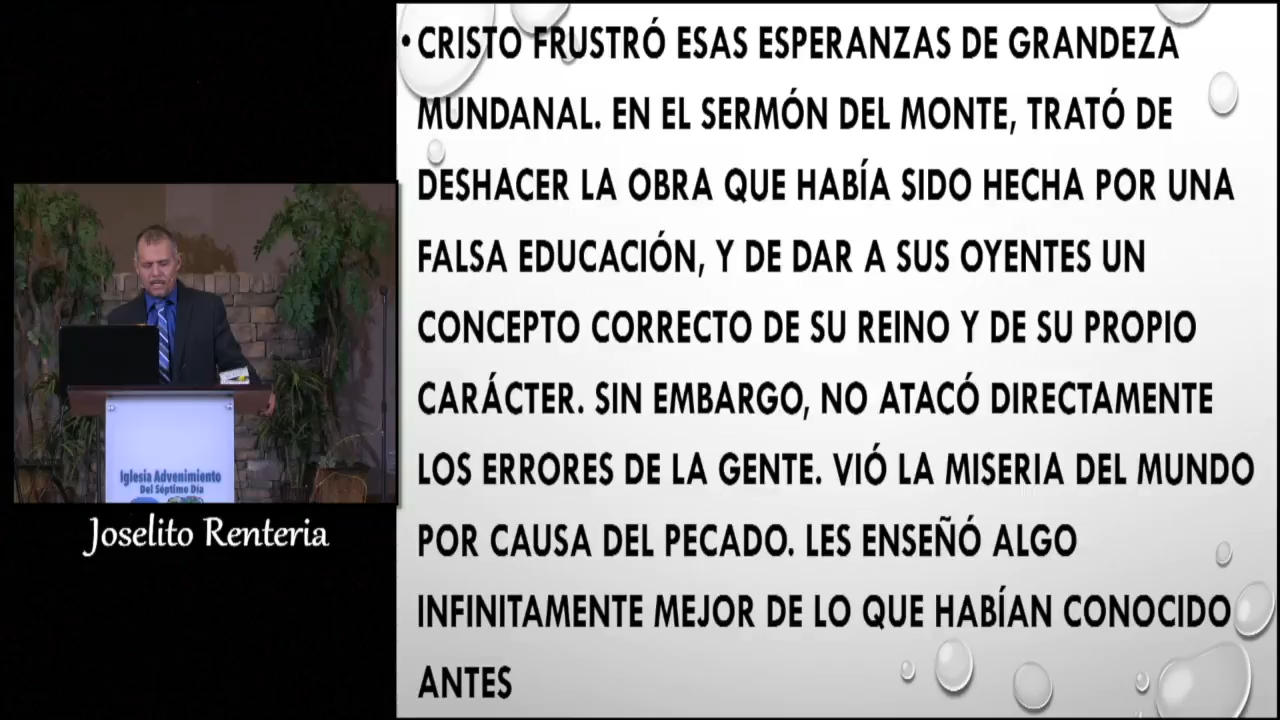 • CRISTO FRUSTRÓ ESAS ESPERANZAS DE GRANDEZA
MUNDANAL. EN EL SERMÓN DEL MONTE, TRATÓ DE
DESHACER LA OBRA QUE HABÍA SIDO HECHA POR UNA
FALSA EDUCACIÓN, Y DE DAR A SUS OYENTES UN
CONCEPTO CORRECTO DE SU REINO Y DE SU PROPIO
CARÁCTER. SIN EMBARGO, NO ATACÓ DIRECTAMENTE
LOS ERRORES DE LA GENTE. VIÓ LA MISERIA DEL MUNDO
POR CAUSA DEL PECADO. LES ENSEÑÓ ALGO
INFINITAMENTE MEJOR DE LO QUE HABÍAN CONOCIDO
ANTES
Iglesia Advenimiento
Del Séptimo Día
Joselito Renteria